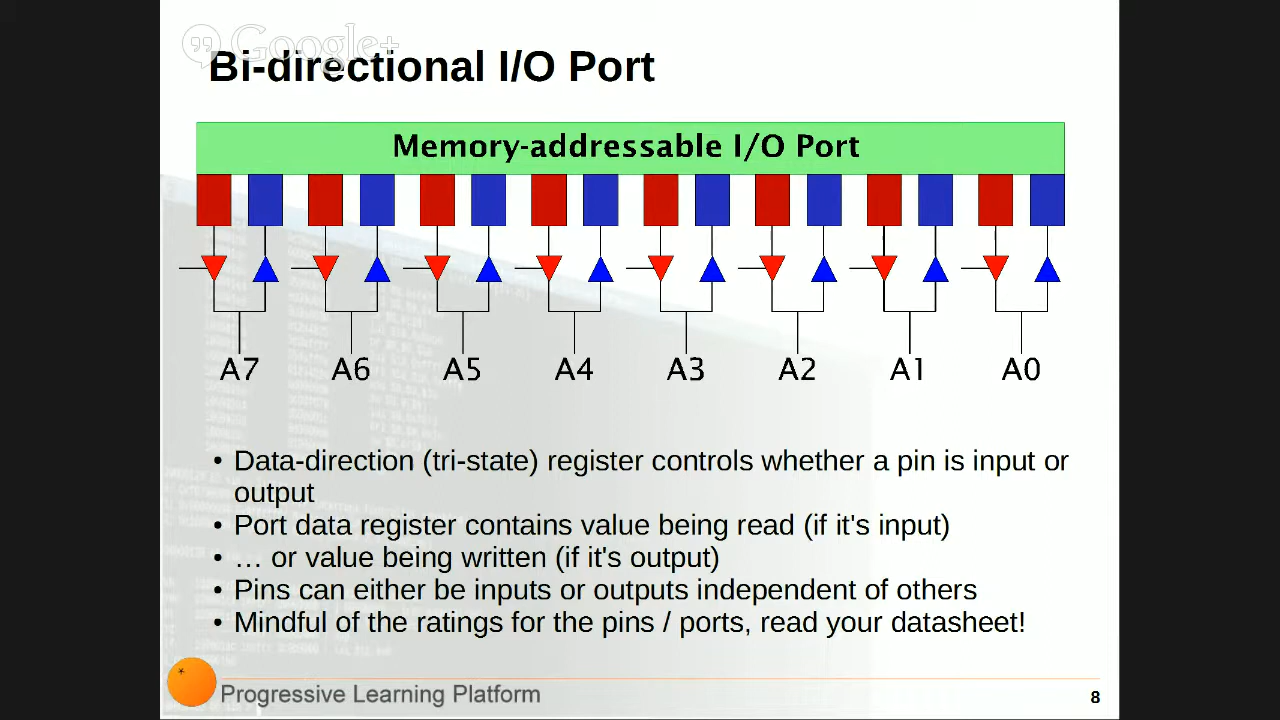 Google+
Bi-directional I/O Port
Memory-addressable I/O Port
A7 A6 A5 A4 A3 A2 A1 A0
• Data-direction (tri-state) register controls whether a pin is input or
output
• Port data register contains value being read (if it's input)
• … or value being written (if it's output)
• Pins can either be inputs or outputs independent of others
• Mindful of the ratings for the pins / ports, read your datasheet!
* Progressive Learning Platform
8